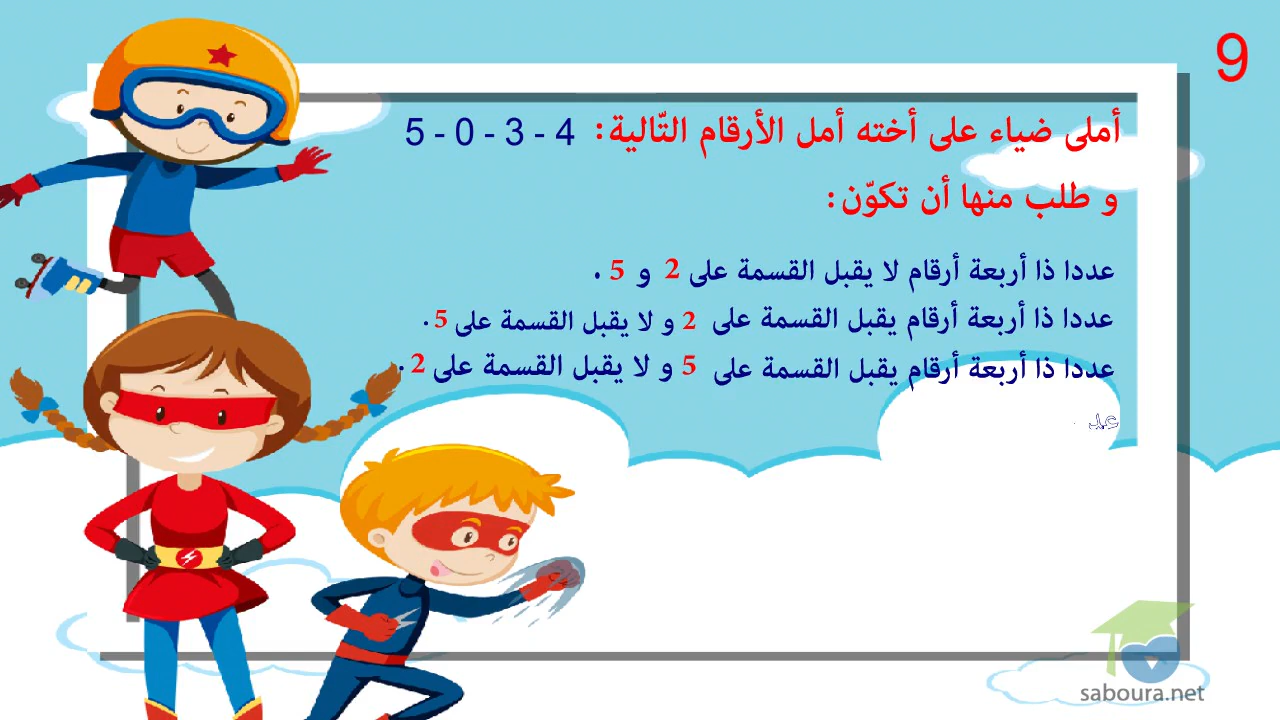 9
أملى ضياء على أخته أمل الأرقام التّالية: 4 - 3 - 0 - 5
و طلب منها أن تكوّن:
عددا ذا أربعة أرقام لا يقبل القسمة على 2 و 5 .
عددا ذا أربعة أرقام يقبل القسمة على 2 و لا يقبل القسمة على 5 .
عددا ذا أربعة أرقام يقبل القسمة على 5 و لا يقبل القسمة على 2 .
saboura.net